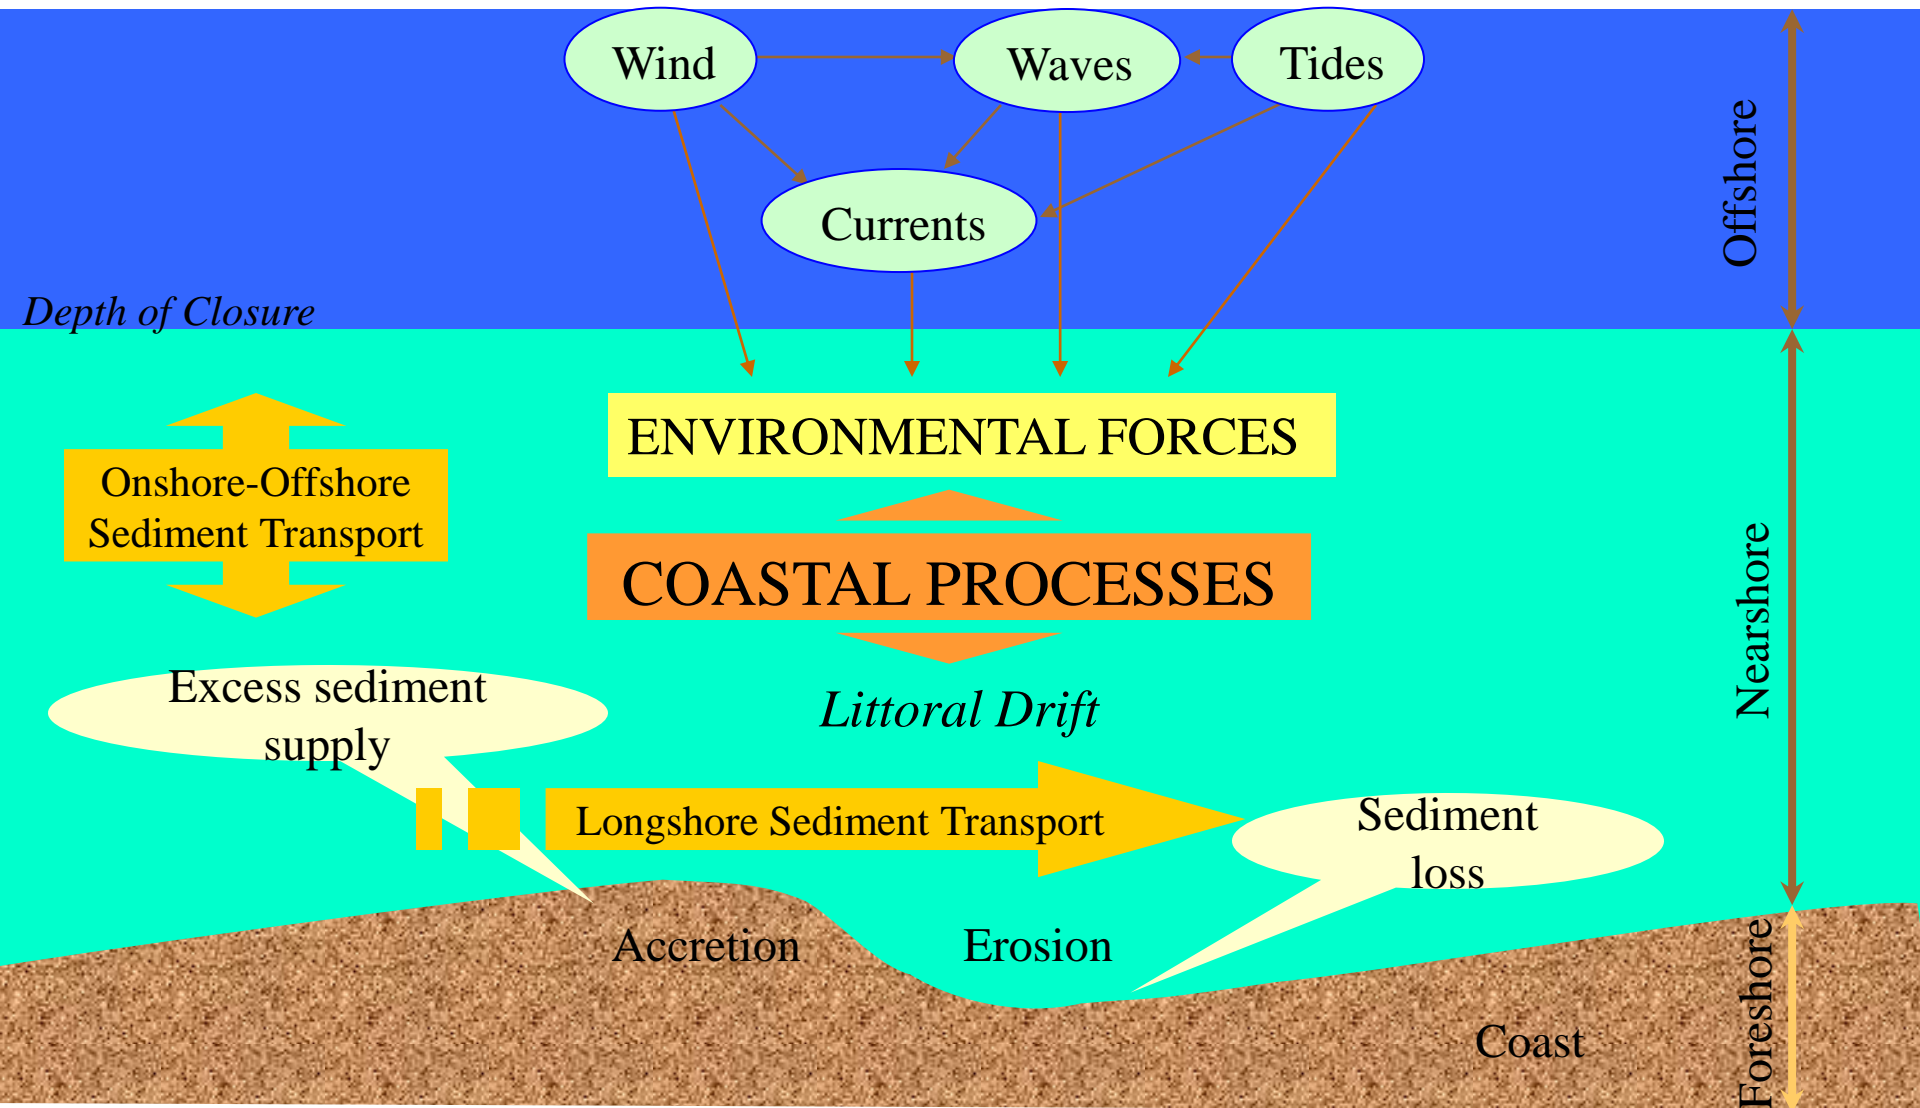 Wind
Waves
Tides
Currents
Offshore
Depth of Closure
ENVIRONMENTAL FORCES
Onshore-Offshore
Sediment Transport
COASTAL PROCESSES
Nearshore
Excess sediment
supply
Littoral Drift
Longshore Sediment Transport
Sediment
loss
Accretion
Erosion
Foreshore
Coast